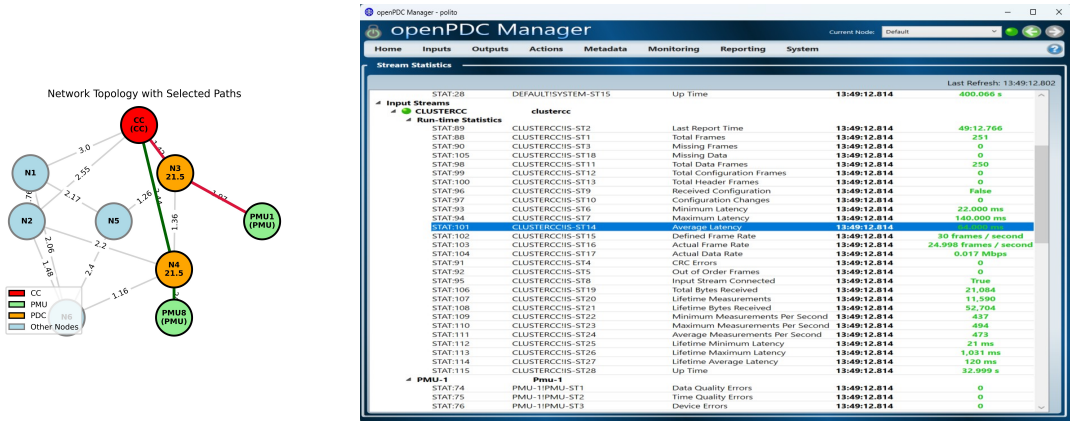 Network Topology with Selected Paths
CC
(CC)
3.0
2.55
N1
N3
21.5
2.17
1.26
N2
N5
1.36
PMU1
(PMU)
2.06
2.2
1.48
2.4
N4
21.5
1.16
CC
PMU
PDC
Other Nodes
N6
PMU8
(PMU)
openPDC Manager - polito
openPDC Manager
Current Node: Default
Home Inputs Outputs Actions Metadata Monitoring Reporting System
Stream Statistics
Last Refresh: 13:49:12.802
STAT:28 DEFAULT!SYSTEM-ST15 Up Time 13:49:12.814 400.066 s
Input Streams
CLUSTERCC clustercc
Run-time Statistics
STAT:89 CLUSTERCC!IS-ST2 Last Report Time 13:49:12.814 49:12.766
STAT:88 CLUSTERCC!IS-ST1 Total Frames 13:49:12.814 251
STAT:90 CLUSTERCC!IS-ST3 Missing Frames 13:49:12.814 0
STAT:105 CLUSTERCC!IS-ST18 Missing Data 13:49:12.814 0
STAT:98 CLUSTERCC!IS-ST11 Total Data Frames 13:49:12.814 250
STAT:99 CLUSTERCC!IS-ST12 Total Configuration Frames 13:49:12.814 0
STAT:100 CLUSTERCC!IS-ST13 Total Header Frames 13:49:12.814 0
STAT:96 CLUSTERCC!IS-ST9 Received Configuration 13:49:12.814 False
STAT:97 CLUSTERCC!IS-ST10 Configuration Changes 13:49:12.814 0
STAT:93 CLUSTERCC!IS-ST6 Minimum Latency 13:49:12.814 22.000 ms
STAT:94 CLUSTERCC!IS-ST7 Maximum Latency 13:49:12.814 140.000 ms
STAT:101 CLUSTERCC!IS-ST14 Average Latency 13:49:12.814 64.000 ms
STAT:102 CLUSTERCC!IS-ST15 Defined Frame Rate 13:49:12.814 30 frames / second
STAT:103 CLUSTERCC!IS-ST16 Actual Frame Rate 13:49:12.814 24.998 frames / second
STAT:104 CLUSTERCC!IS-ST17 Actual Data Rate 13:49:12.814 0.017 Mbps
STAT:91 CLUSTERCC!IS-ST4 CRC Errors 13:49:12.814 0
STAT:92 CLUSTERCC!IS-ST5 Out of Order Frames 13:49:12.814 0
STAT:95 CLUSTERCC!IS-ST8 Input Stream Connected 13:49:12.814 True
STAT:106 CLUSTERCC!IS-ST19 Total Bytes Received 13:49:12.814 21,084
STAT:107 CLUSTERCC!IS-ST20 Lifetime Measurements 13:49:12.814 11,590
STAT:108 CLUSTERCC!IS-ST21 Lifetime Bytes Received 13:49:12.814 52,704
STAT:109 CLUSTERCC!IS-ST22 Minimum Measurements Per Second 13:49:12.814 437
STAT:110 CLUSTERCC!IS-ST23 Maximum Measurements Per Second 13:49:12.814 494
STAT:111 CLUSTERCC!IS-ST24 Average Measurements Per Second 13:49:12.814 473
STAT:112 CLUSTERCC!IS-ST25 Lifetime Minimum Latency 13:49:12.814 21 ms
STAT:113 CLUSTERCC!IS-ST26 Lifetime Maximum Latency 13:49:12.814 1,031 ms
STAT:114 CLUSTERCC!IS-ST27 Lifetime Average Latency 13:49:12.814 120 ms
STAT:115 CLUSTERCC!IS-ST28 Up Time 13:49:12.814 32.999 s
PMU-1 Pmu-1
STAT:74 PMU-1!PMU-ST1 Data Quality Errors 13:49:12.814 0
STAT:75 PMU-1!PMU-ST2 Time Quality Errors 13:49:12.814 0
STAT:76 PMU-1!PMU-ST3 Device Errors 13:49:12.814 0